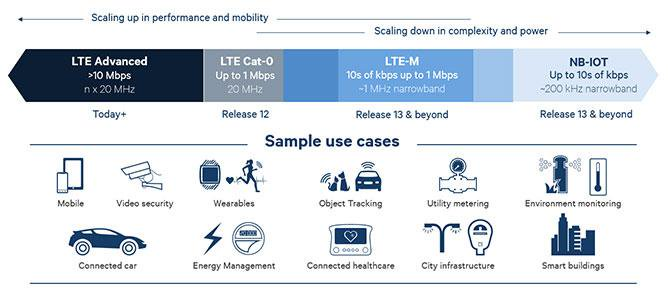 Scaling up in performance and mobility
Scaling down in complexity and power
LTE Advanced
>10 Mbps
n x 20 MHz
LTE Cat-0
Up to 1 Mbps
20 MHz
LTE-M
10s of kbps up to 1 Mbps
~1 MHz narrowband
NB-IOT
Up to 10s of kbps
~200 kHz narrowband
Today+
Release 12
Release 13 & beyond
Release 13 & beyond
Sample use cases
Mobile
Video security
Wearables
Object Tracking
Utility metering
Environment monitoring
Connected car
Energy Management
Connected healthcare
City infrastructure
Smart buildings